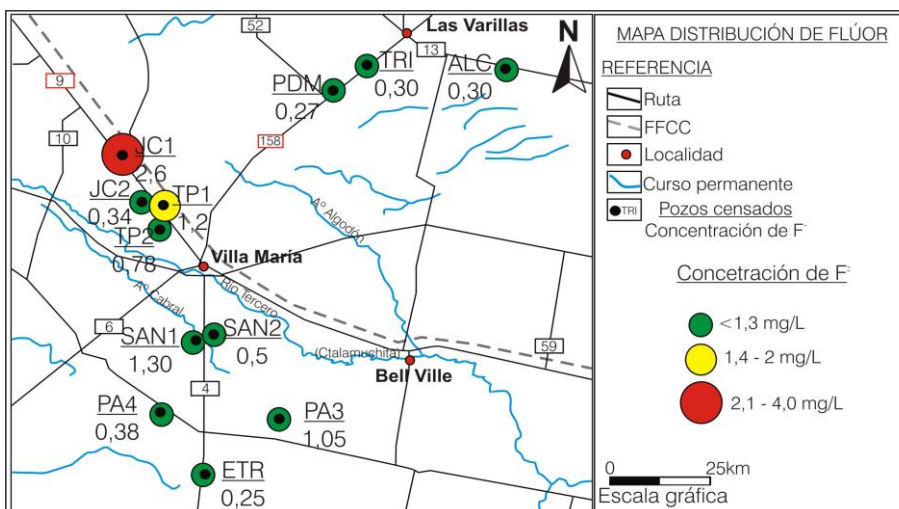 Las Varillas
52
13
N
TRI
0,30
ALC
0,30
PDM
0,27
9
10
158
JC1
2,6
JC2
0,34
TP1
1,2
TP2
0,78
Aº Algodón
Villa María
Aº Cabral
Río Tercero
(Ctalamuchita)
6
SAN1
1,30
SAN2
0,5
59
Bell Ville
4
PA4
0,38
PA3
1,05
ETR
0,25
MAPA DISTRIBUCIÓN DE FLÚOR
REFERENCIA
Ruta
FFCC
Localidad
Curso permanente
TRI Pozos censados
Concentración de F-
Concetración de F-
<1,3 mg/L
1,4 - 2 mg/L
2,1 - 4,0 mg/L
0 25km
Escala gráfica